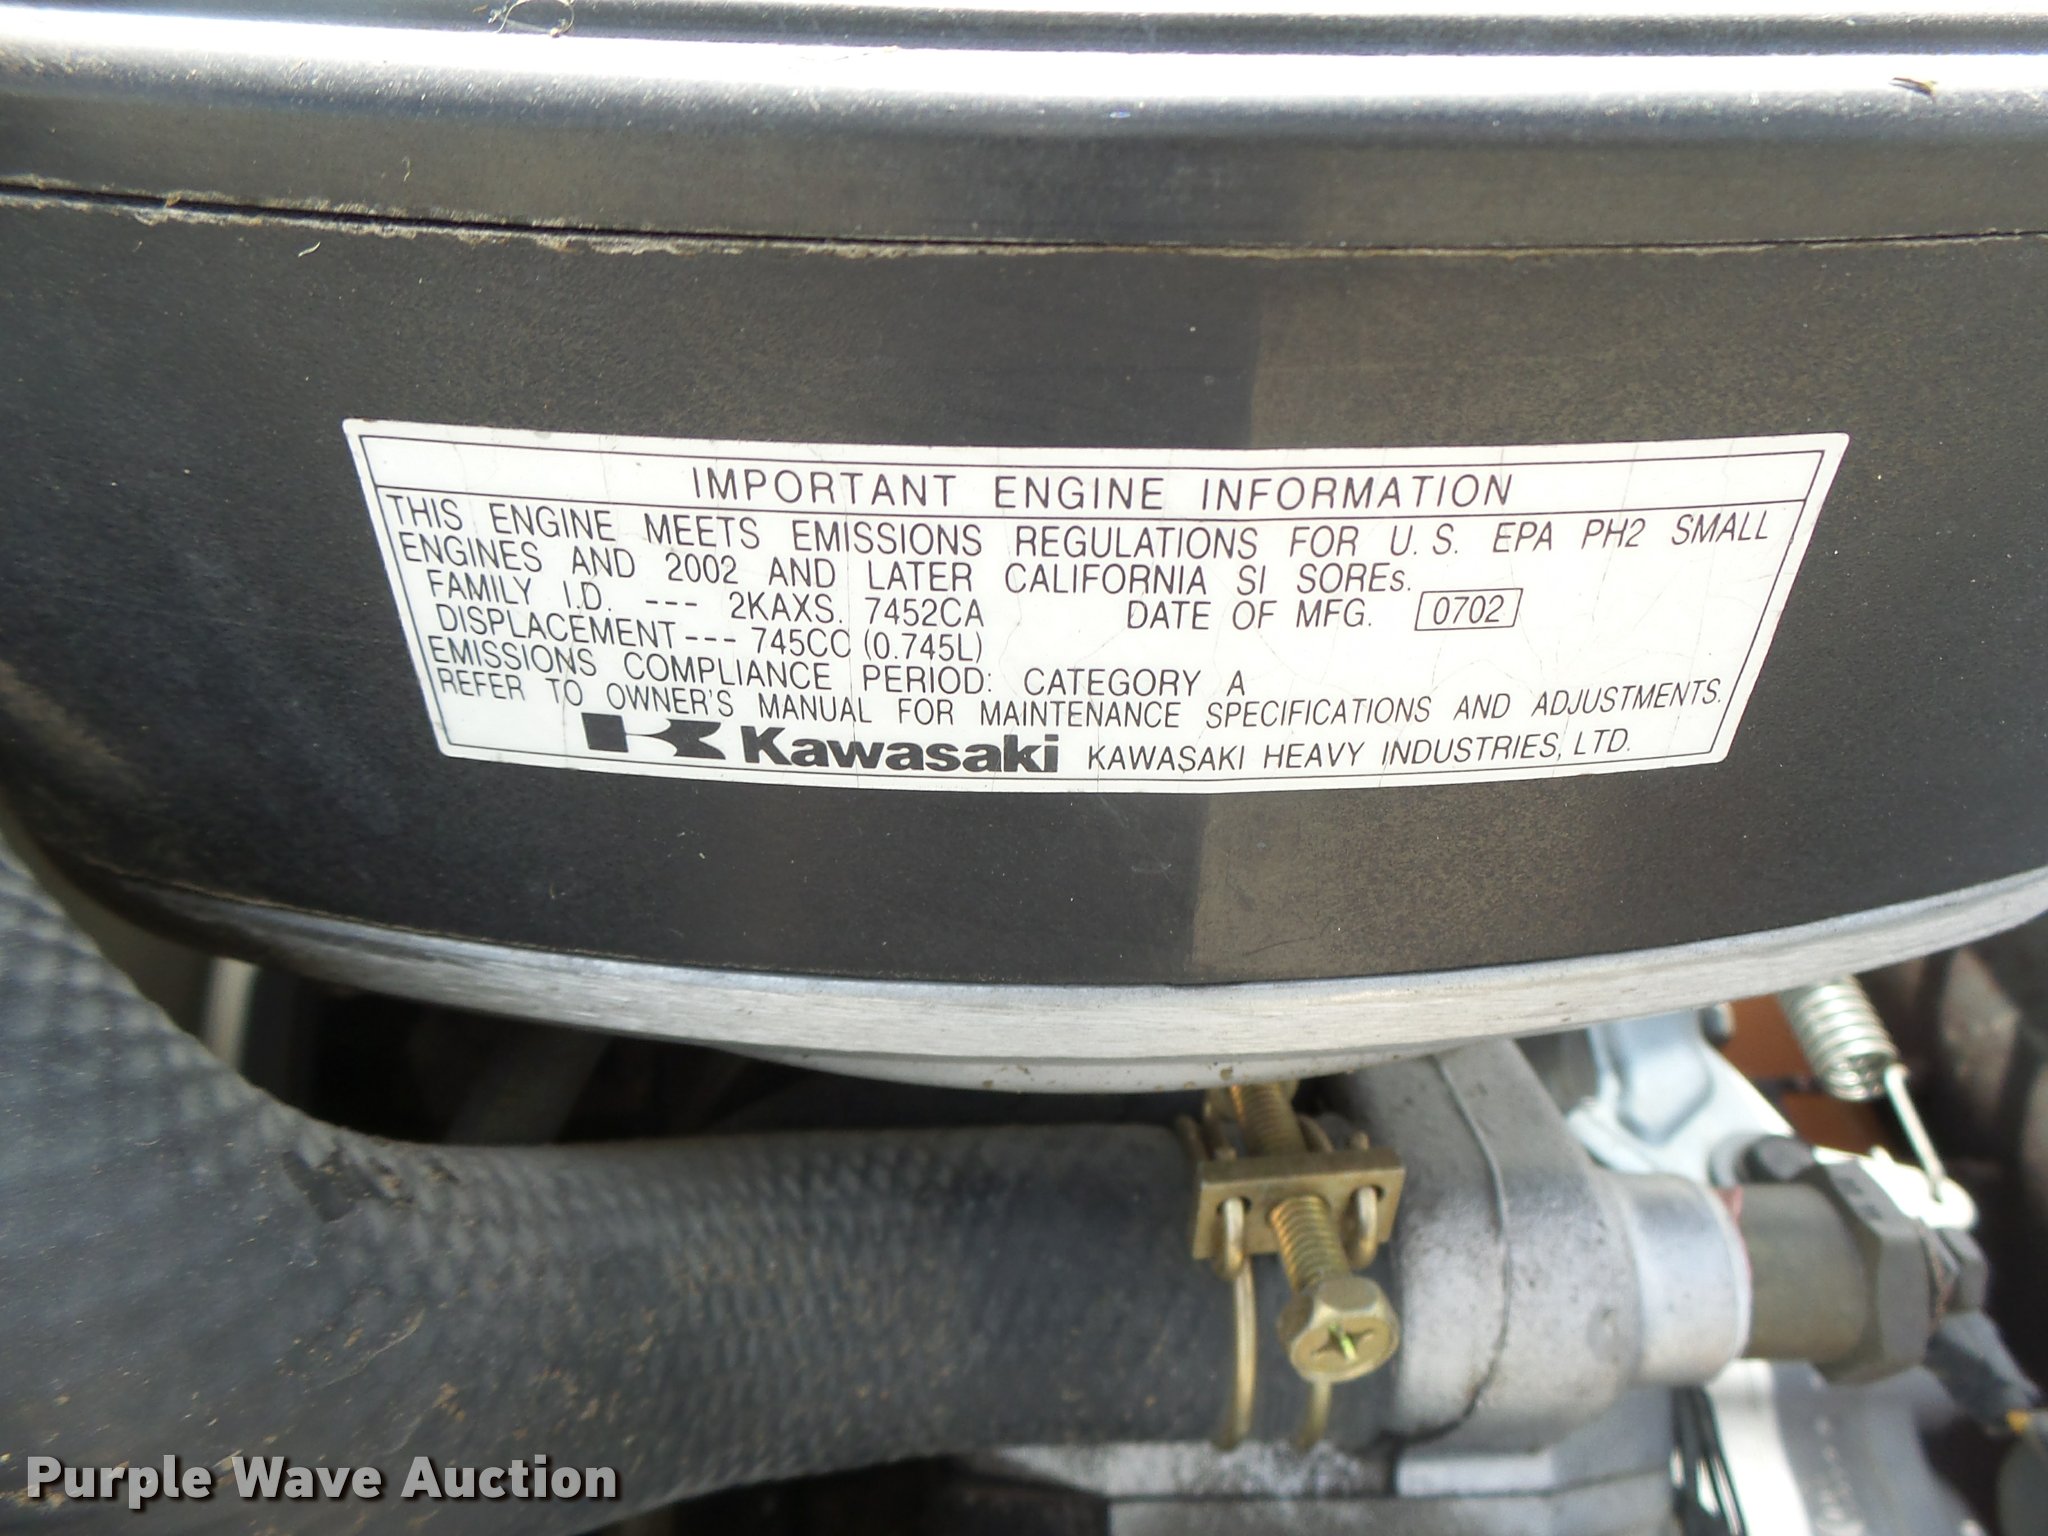 IMPORTANT ENGINE INFORMATION
THIS ENGINE MEETS EMISSIONS REGULATIONS FOR U.S. EPA PH2 SMALL
ENGINES AND 2002 AND LATER CALIFORNIA SI SOREs.
FAMILY I.D. --- 2KAXS. 7452CA DATE OF MFG. 0702
DISPLACEMENT --- 745CC (0.745L)
EMISSIONS COMPLIANCE PERIOD: CATEGORY A
REFER TO OWNER'S MANUAL FOR MAINTENANCE SPECIFICATIONS AND ADJUSTMENTS.
Kawasaki KAWASAKI HEAVY INDUSTRIES, LTD.
Purple Wave Auction